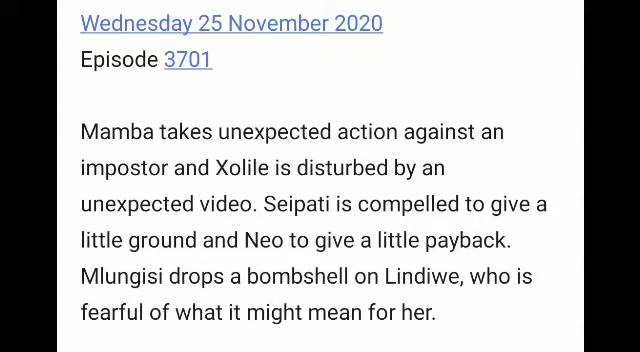 Wednesday 25 November 2020
Episode 3701
Mamba takes unexpected action against an
impostor and Xolile is disturbed by an
unexpected video. Seipati is compelled to give a
little ground and Neo to give a little payback.
Mlungisi drops a bombshell on Lindiwe, who is
fearful of what it might mean for her.